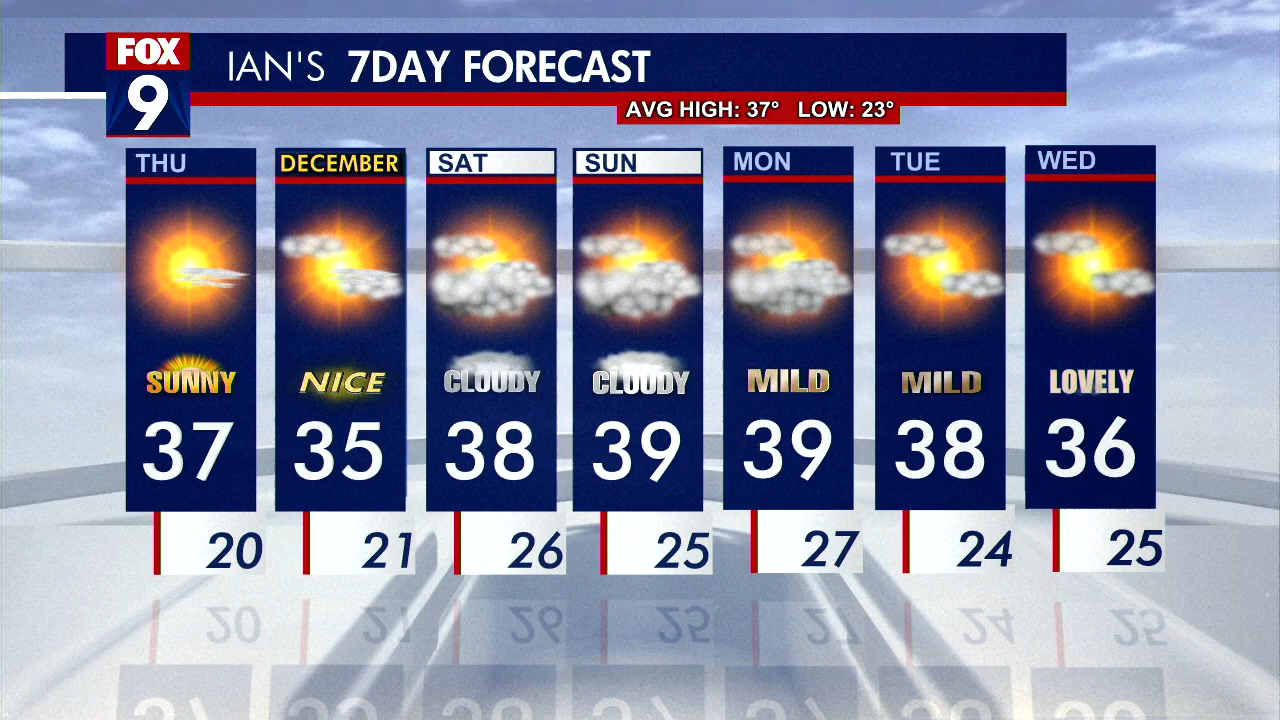 FOX
9
IAN'S 7DAY FORECAST
AVG HIGH: 37° LOW: 23°
THU
SUNNY
37
20
DECEMBER
NICE
35
21
SAT
CLOUDY
38
26
SUN
CLOUDY
39
25
MON
MILD
39
27
TUE
MILD
38
24
WED
LOVELY
36
25